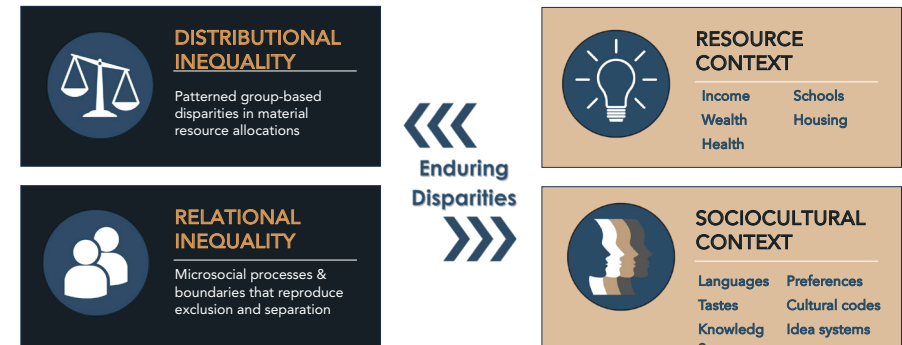 DISTRIBUTIONAL
INEQUALITY
Patterned group-based
disparities in material
resource allocations
RELATIONAL
INEQUALITY
Microsocial processes &
boundaries that reproduce
exclusion and separation
Enduring
Disparities
RESOURCE
CONTEXT
Income Schools
Wealth Housing
Health
SOCIOCULTURAL
CONTEXT
Languages Preferences
Tastes Cultural codes
Knowledg Idea systems